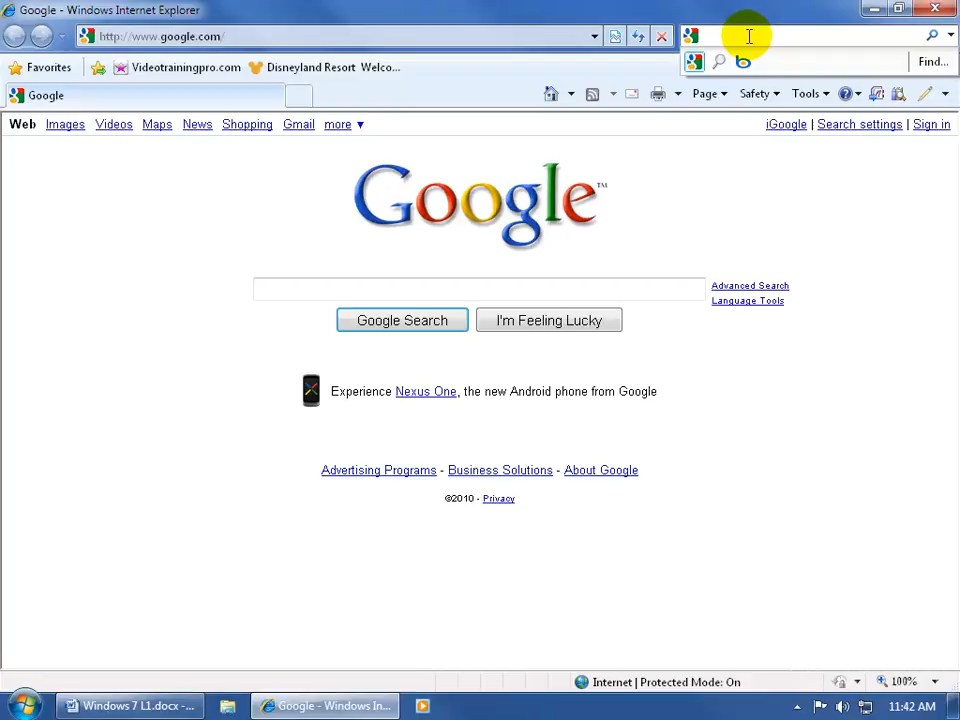 Google - Windows Internet Explorer
http://www.google.com/
Find...
Favorites Videotrainingpro.com Disneyland Resort Welco...
Google
Page Safety Tools
Web Images Videos Maps News Shopping Gmail more ▼
iGoogle | Search settings | Sign in
Google™
Advanced Search
Language Tools
Google Search I'm Feeling Lucky
Experience Nexus One, the new Android phone from Google
Advertising Programs - Business Solutions - About Google
©2010 - Privacy
Internet | Protected Mode: On
100%
Windows 7 L1.docx -... Google - Windows In...
11:42 AM